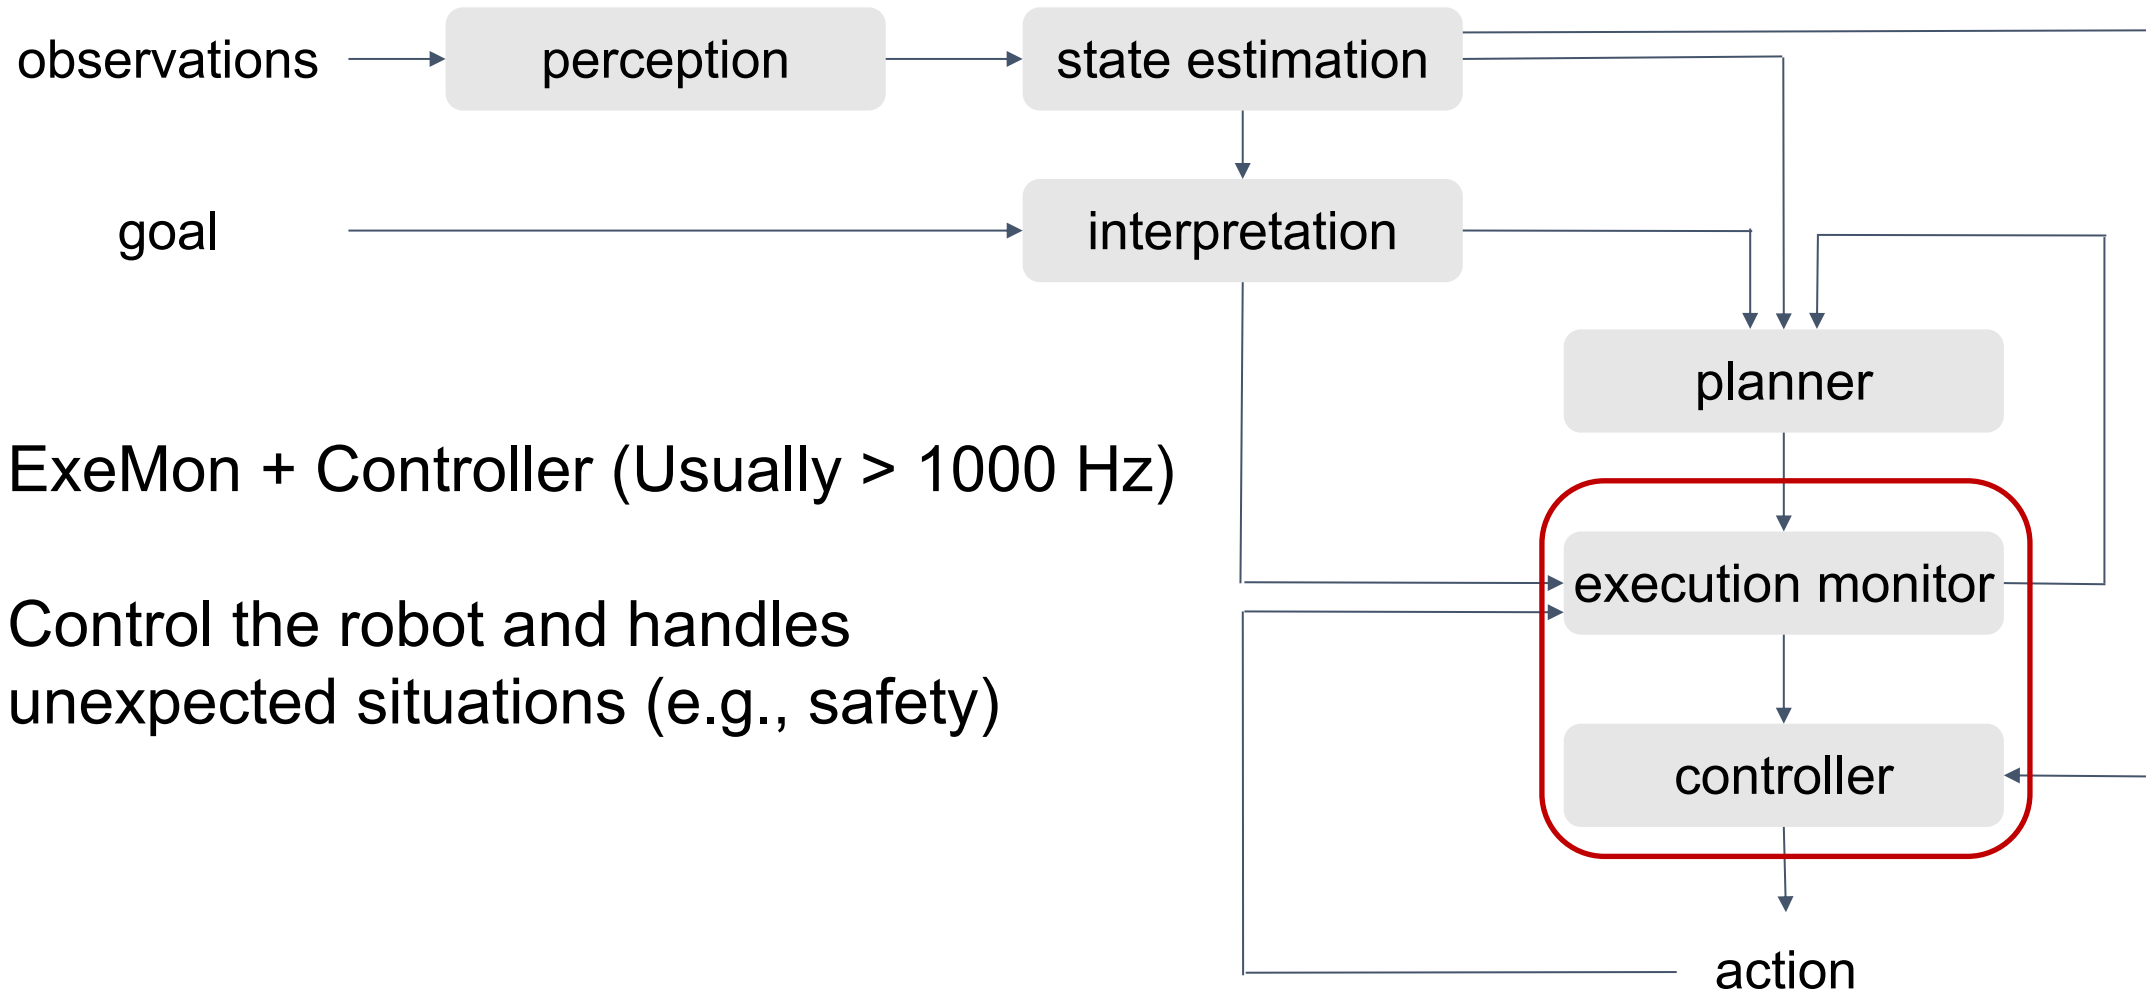 observations
perception
state estimation
goal
interpretation
planner
ExeMon + Controller (Usually > 1000 Hz)
execution monitor
Control the robot and handles
unexpected situations (e.g., safety)
controller
action